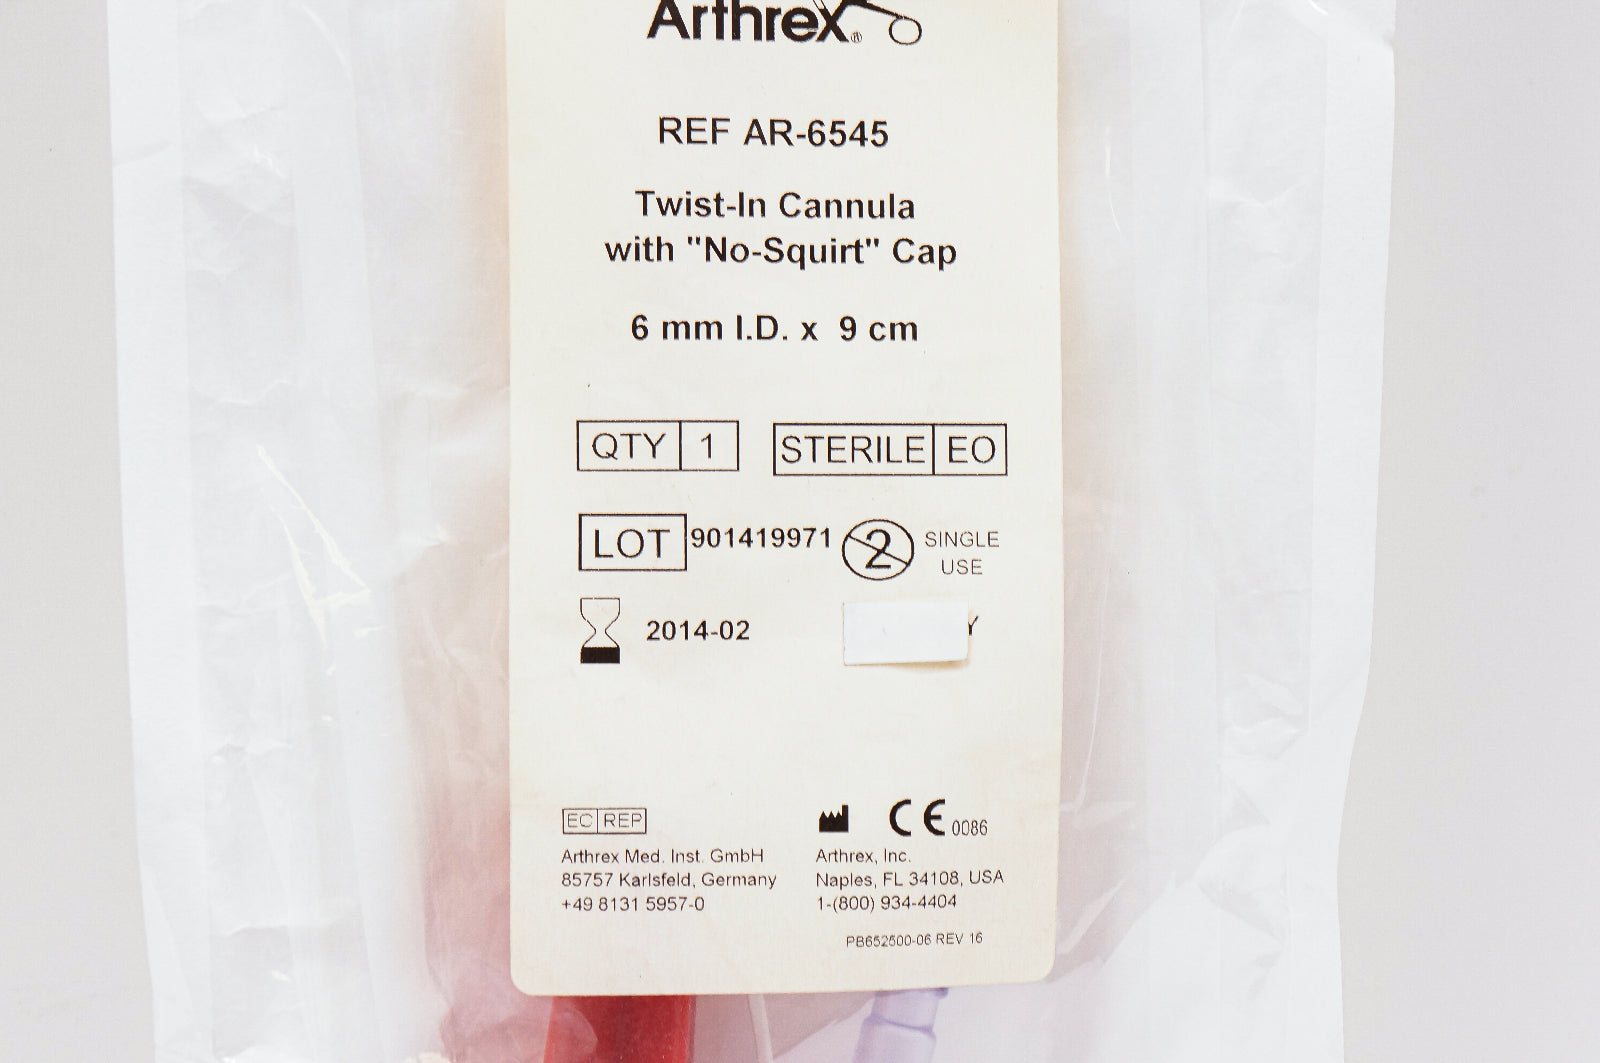 Arthrex®
REF AR-6545
Twist-In Cannula
with "No-Squirt" Cap
6 mm I.D. x 9 cm
QTY 1 STERILE EO
LOT 901419971 2 SINGLE USE
2014-02
EC REP
Arthrex Med. Inst. GmbH
85757 Karlsfeld, Germany
+49 8131 5957-0
CE 0086
Arthrex, Inc.
Naples, FL 34108, USA
1-(800) 934-4404
PB652500-06 REV 16